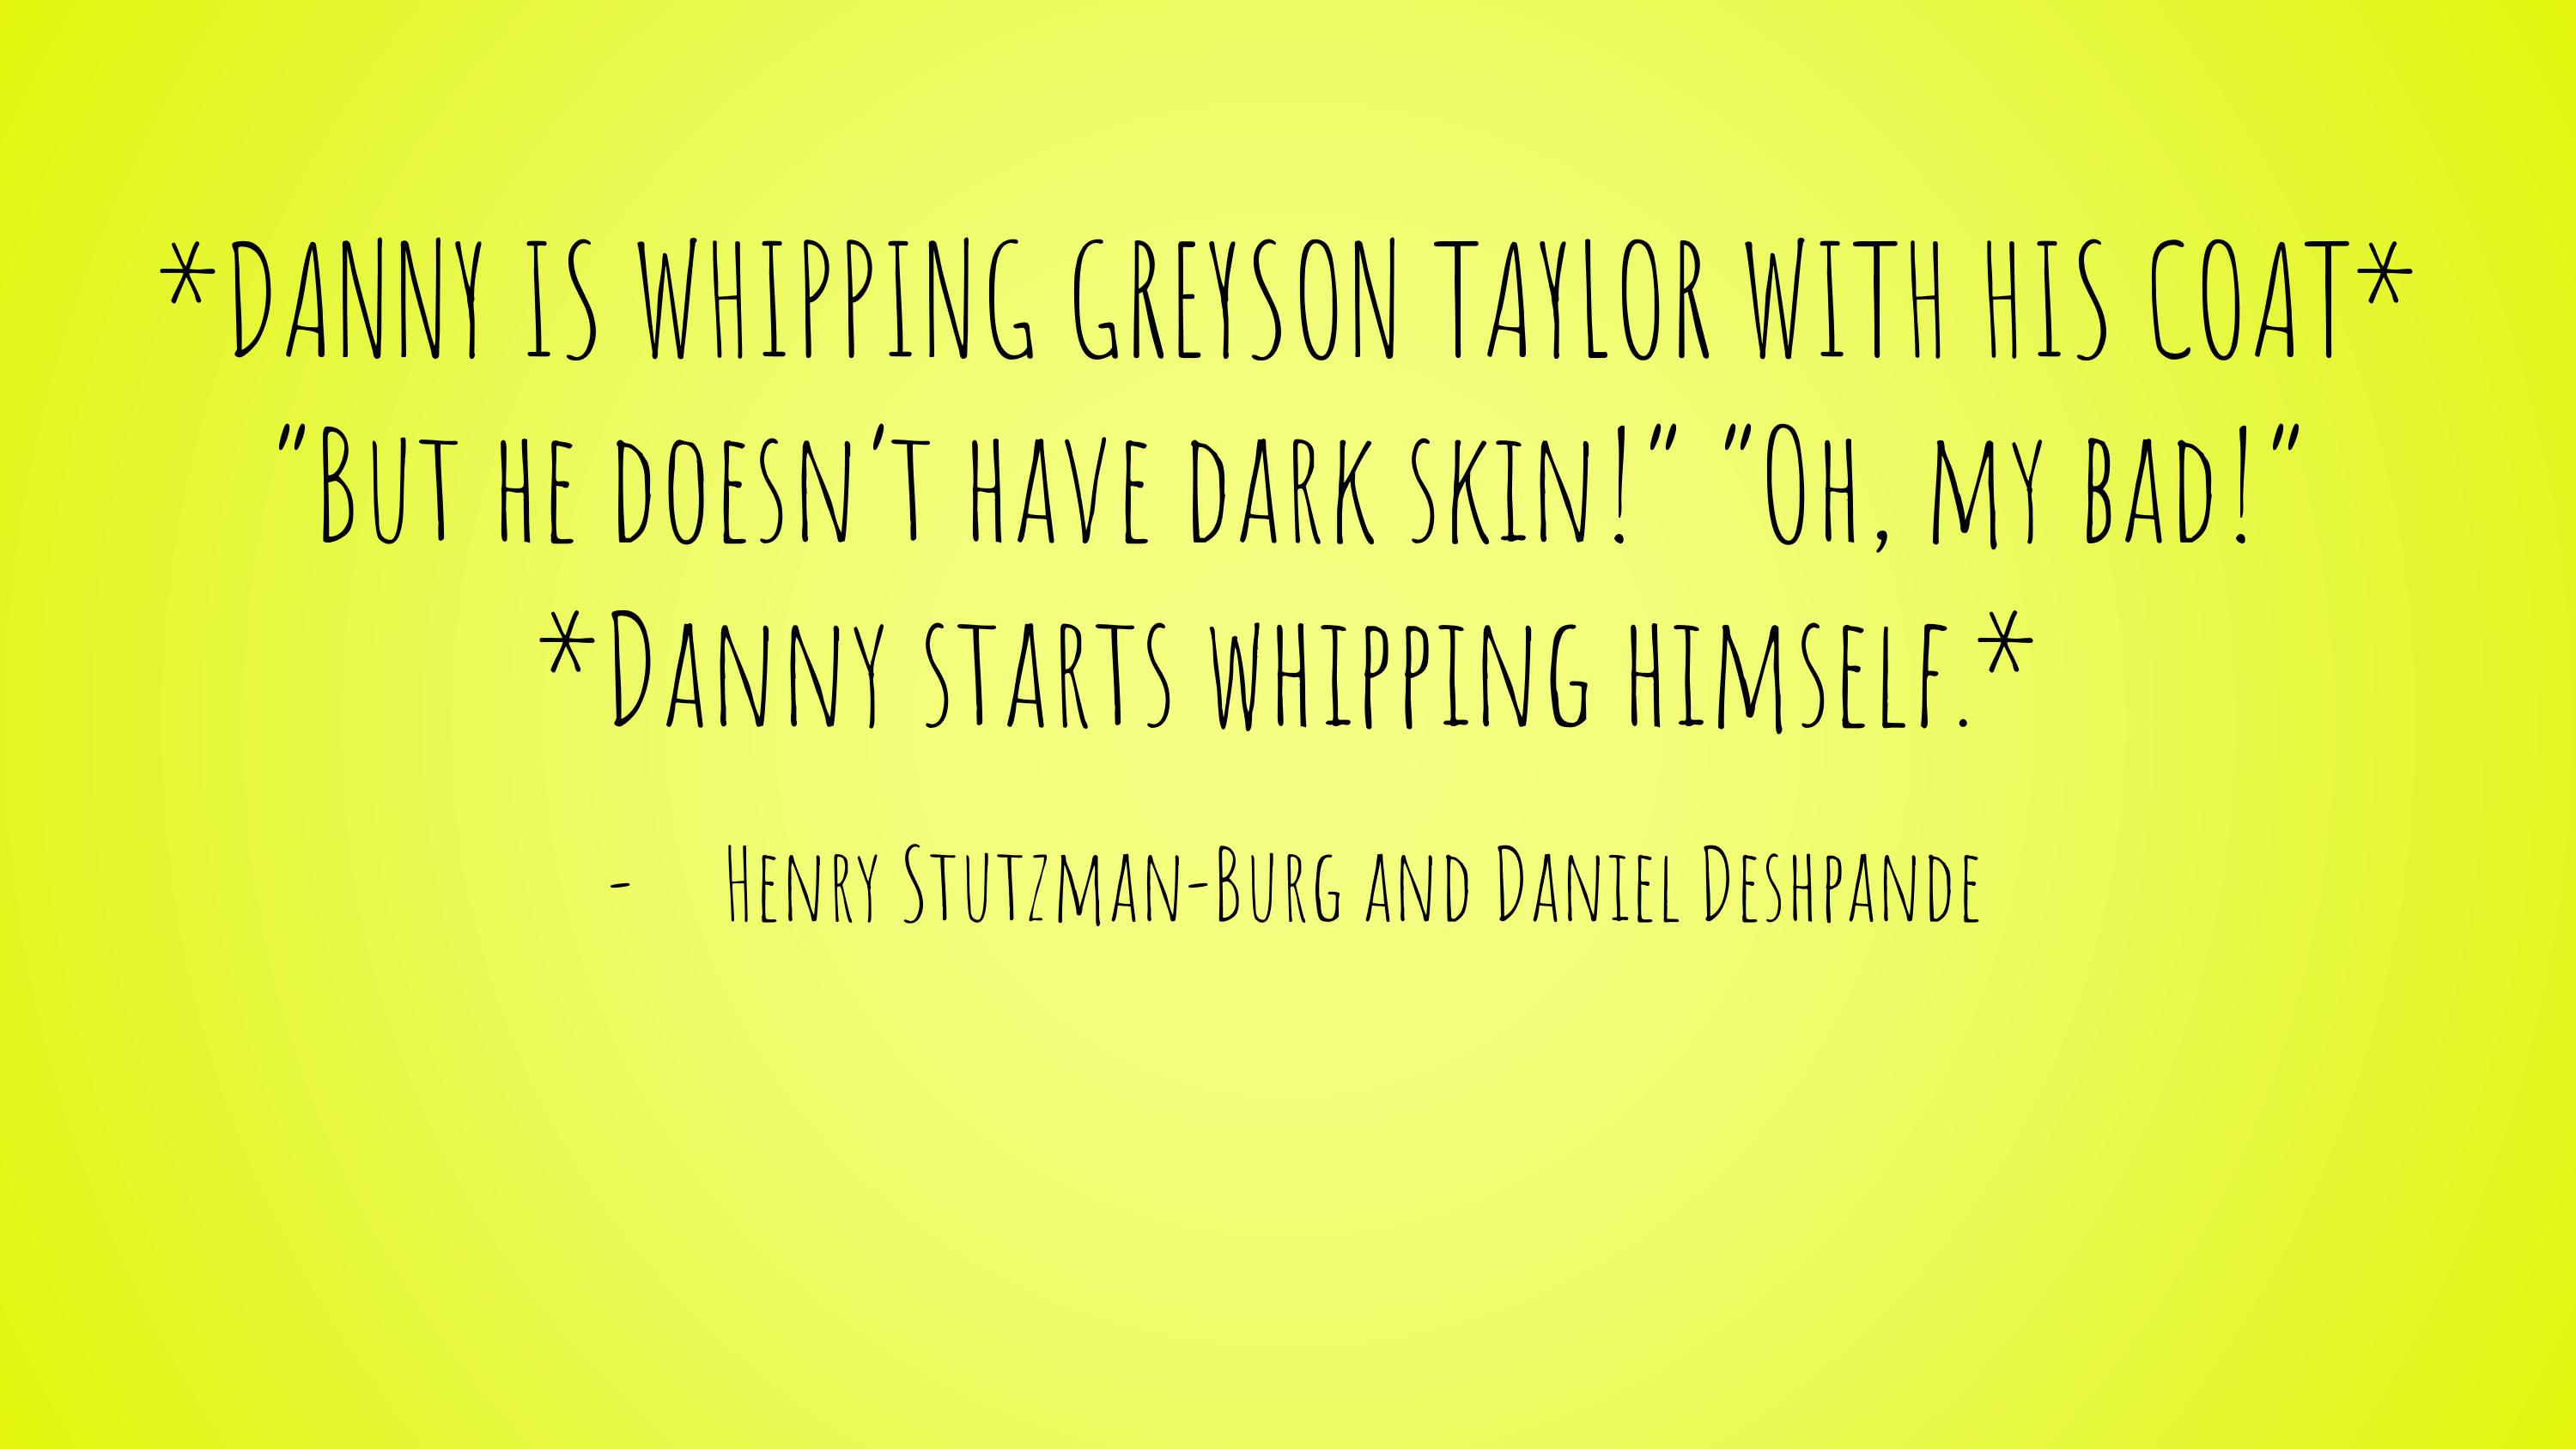 *DANNY IS WHIPPING GREYSON TAYLOR WITH HIS COAT*
"BUT HE DOESN'T HAVE DARK SKIN!" "OH, MY BAD!"
*DANNY STARTS WHIPPING HIMSELF.*
- HENRY STUTZMAN-BURG AND DANIEL DESHPANDE